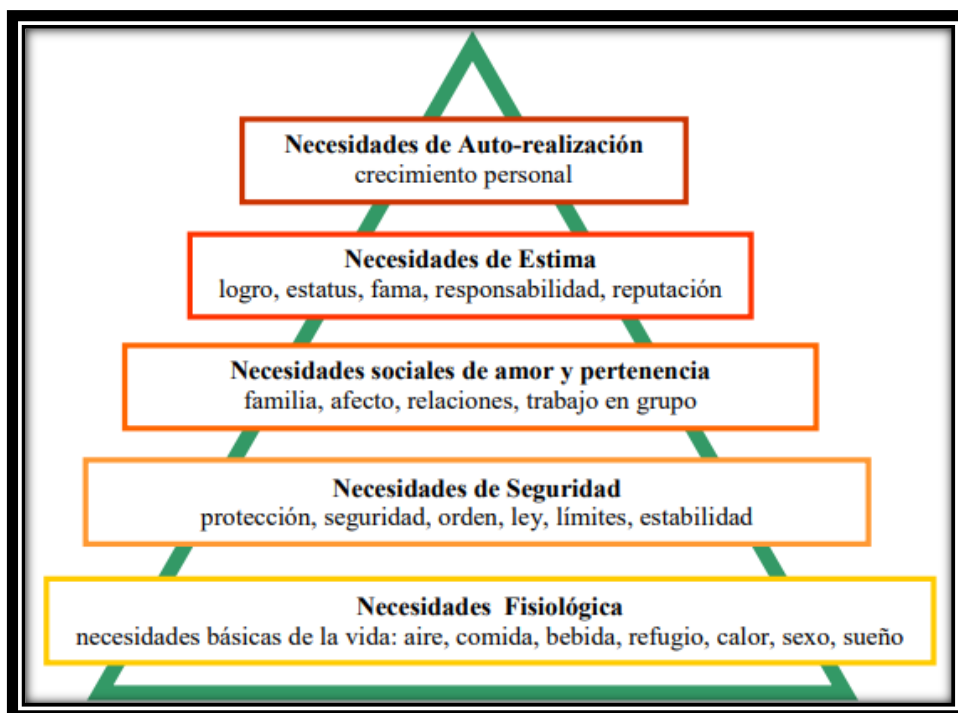 Necesidades de Auto-realización
crecimiento personal
Necesidades de Estima
logro, estatus, fama, responsabilidad, reputación
Necesidades sociales de amor y pertenencia
familia, afecto, relaciones, trabajo en grupo
Necesidades de Seguridad
protección, seguridad, orden, ley, límites, estabilidad
Necesidades Fisiológica
necesidades básicas de la vida: aire, comida, bebida, refugio, calor, sexo, sueño